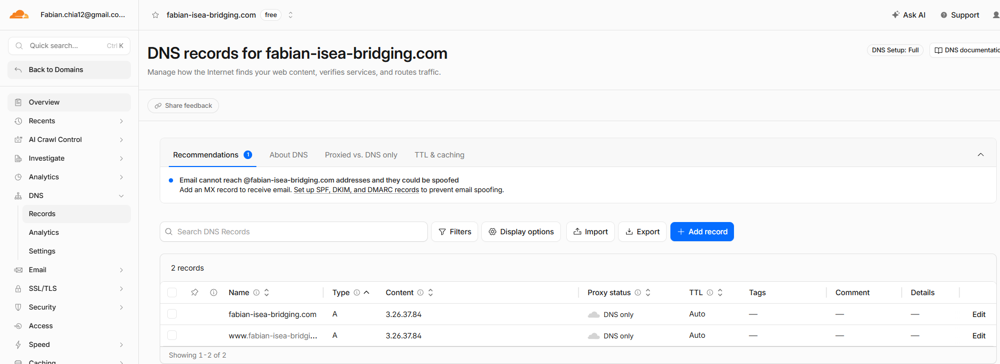 Fabian.chia12@gmail.co...
fabian-isea-bridging.com free
Ask AI
Support
Quick search... Ctrl K
Back to Domains
Overview
Recents
AI Crawl Control
Investigate
Analytics
DNS
Records
Analytics
Settings
Email
SSL/TLS
Security
Access
Speed
Caching
DNS records for fabian-isea-bridging.com
Manage how the Internet finds your web content, verifies services, and routes traffic.
DNS Setup: Full
DNS documentatio
Share feedback
Recommendations 1 About DNS Proxied vs. DNS only TTL & caching
Email cannot reach @fabian-isea-bridging.com addresses and they could be spoofed
Add an MX record to receive email. Set up SPF, DKIM, and DMARC records to prevent email spoofing.
Search DNS Records Filters Display options Import Export Add record
2 records
Name Type Content Proxy status TTL Tags Comment Details
fabian-isea-bridging.com A 3.26.37.84 DNS only Auto — — — Edit
www.fabian-isea-bridgi... A 3.26.37.84 DNS only Auto — — — Edit
Showing 1-2 of 2